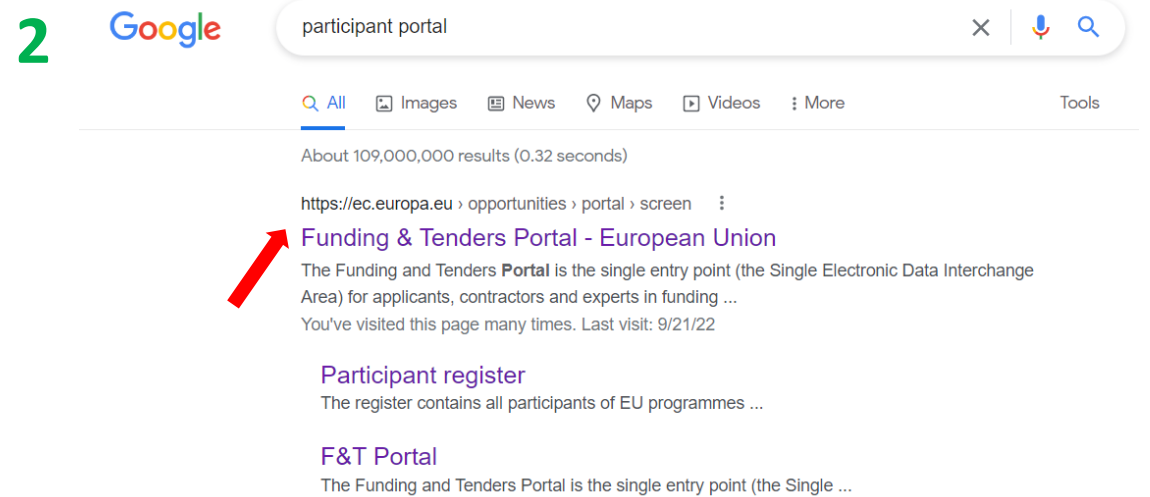 2
Google
participant portal
All Images News Maps Videos More Tools
About 109,000,000 results (0.32 seconds)
https://ec.europa.eu › opportunities › portal › screen
Funding & Tenders Portal - European Union
The Funding and Tenders Portal is the single entry point (the Single Electronic Data Interchange
Area) for applicants, contractors and experts in funding ...
You've visited this page many times. Last visit: 9/21/22
Participant register
The register contains all participants of EU programmes ...
F&T Portal
The Funding and Tenders Portal is the single entry point (the Single ...